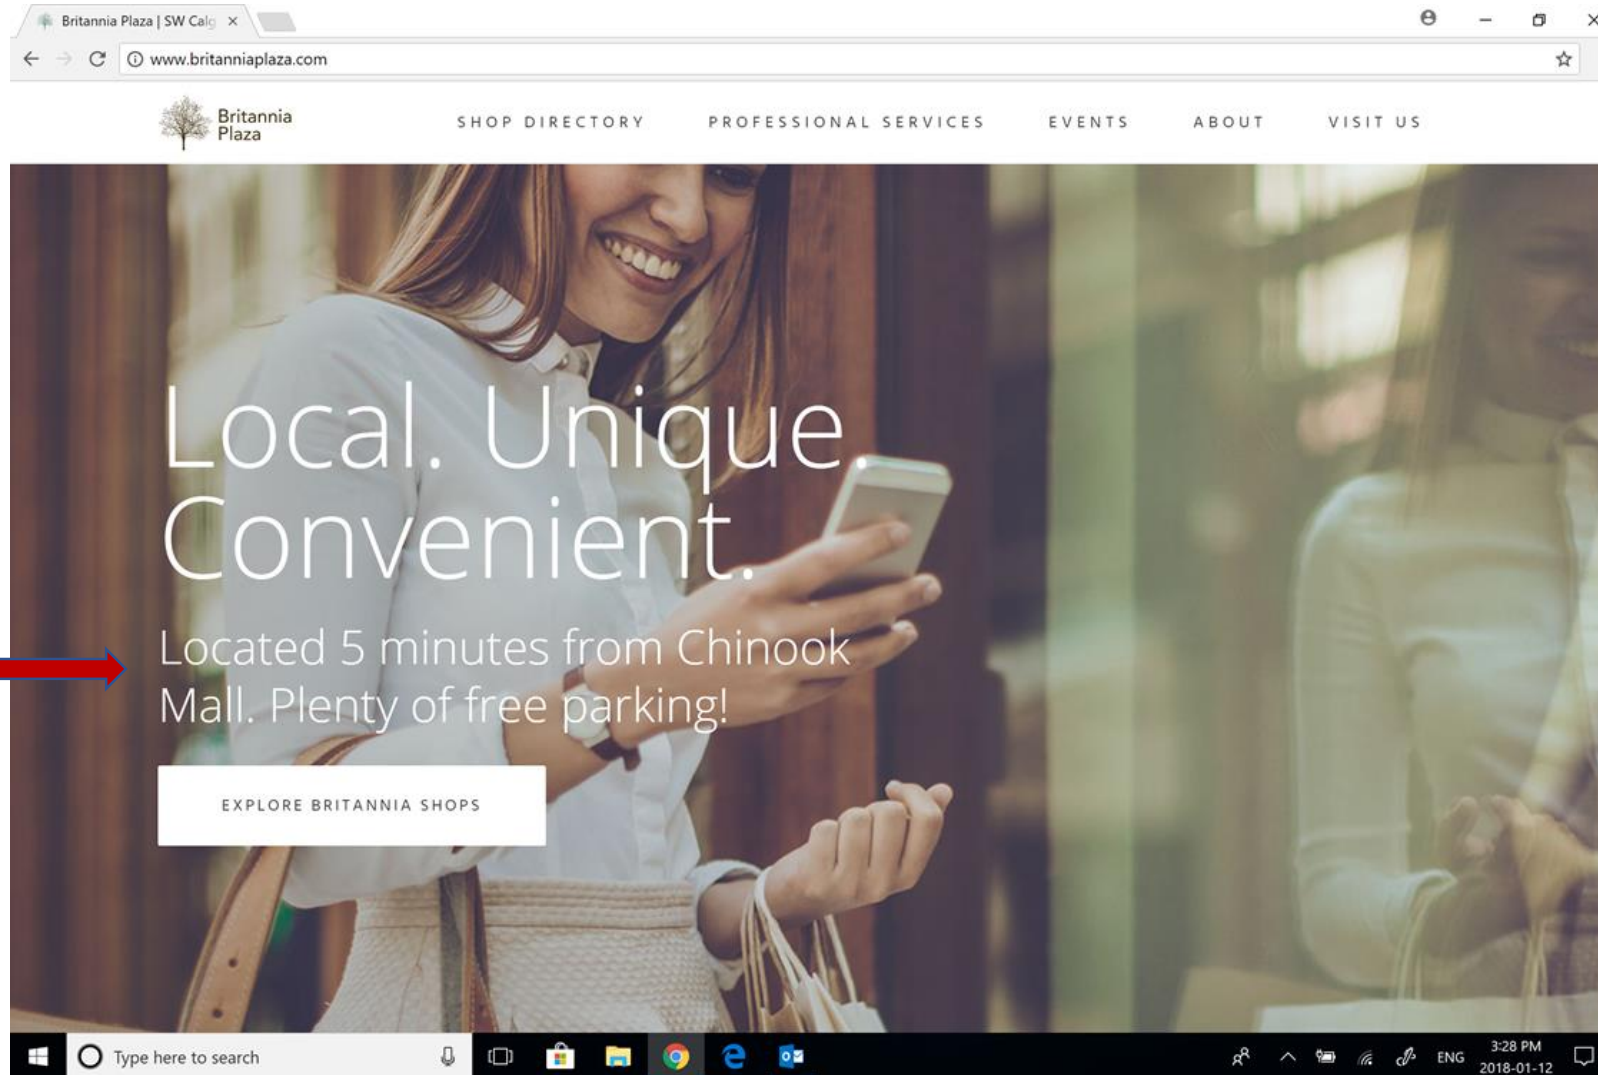 Britannia Plaza | SW Calg
www.britanniaplaza.com
Britannia
Plaza
SHOP DIRECTORY
PROFESSIONAL SERVICES
EVENTS
ABOUT
VISIT US
Local. Unique.
Convenient.
Located 5 minutes from Chinook
Mall. Plenty of free parking!
EXPLORE BRITANNIA SHOPS
Type here to search
ENG
3:28 PM
2018-01-12